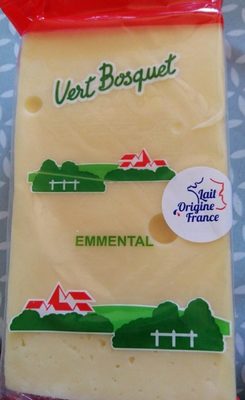 Vert Bosquet
Lait
Origine
France
EMMENTAL